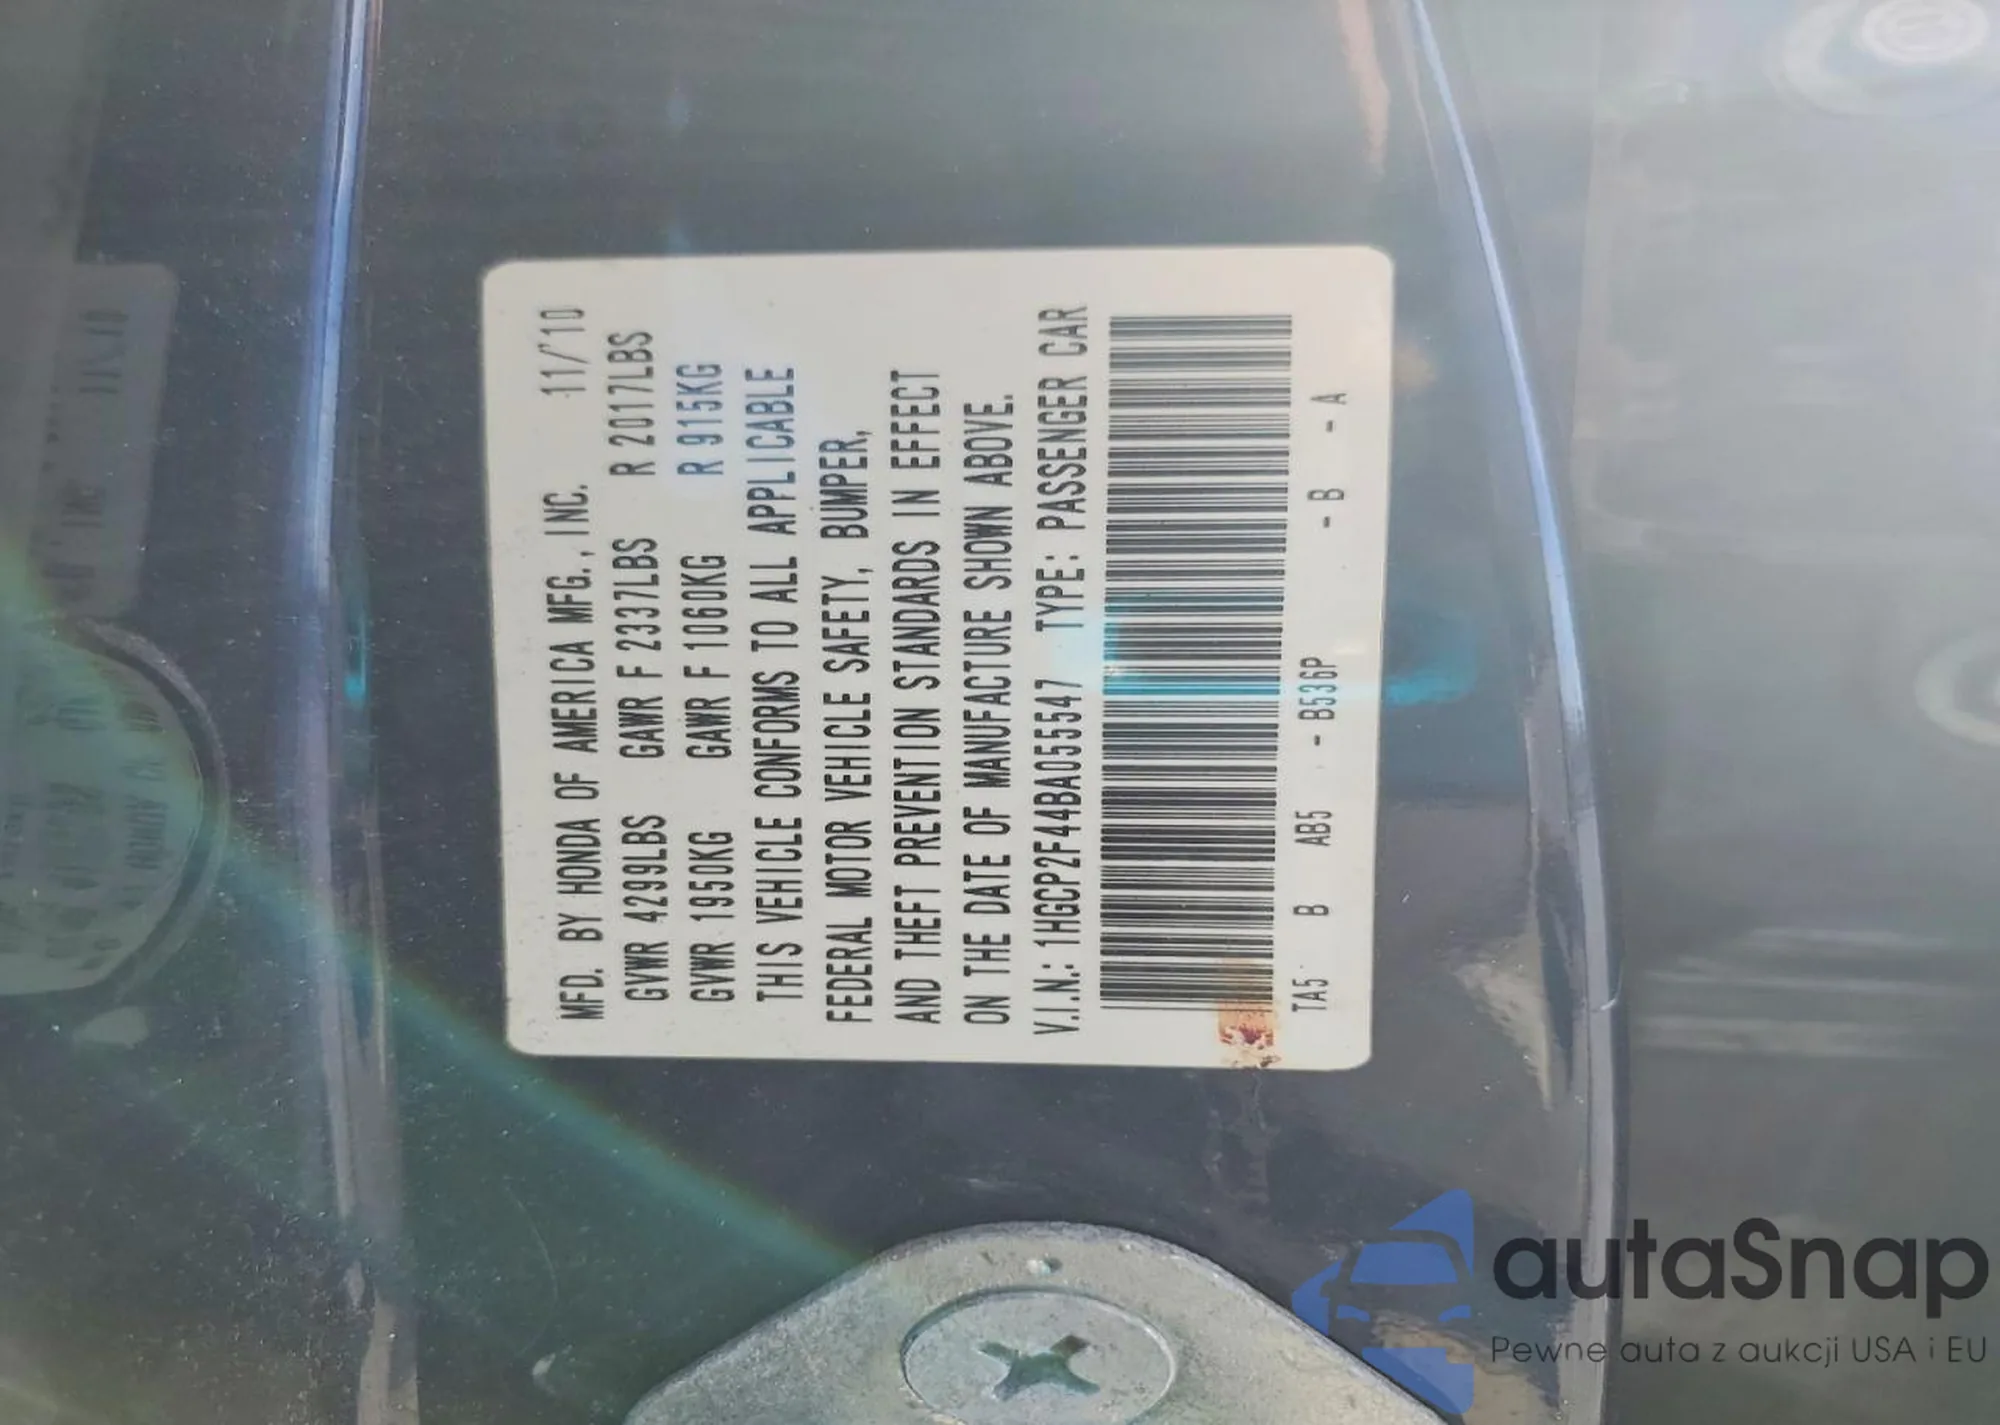 MFD. BY HONDA OF AMERICA MFG., INC. 11/'10
GVWR 4299LBS GAWR F 2337LBS R 2017LBS
GVWR 1950KG GAWR F 1060KG R 915KG
THIS VEHICLE CONFORMS TO ALL APPLICABLE
FEDERAL MOTOR VEHICLE SAFETY, BUMPER,
AND THEFT PREVENTION STANDARDS IN EFFECT
ON THE DATE OF MANUFACTURE SHOWN ABOVE.
V.I.N.: 1HGCP2F44BA055547 TYPE: PASSENGER CAR
TA5 B AB5 - B536P - B - A
autaSnap
Pewne auta z aukcji USA i EU